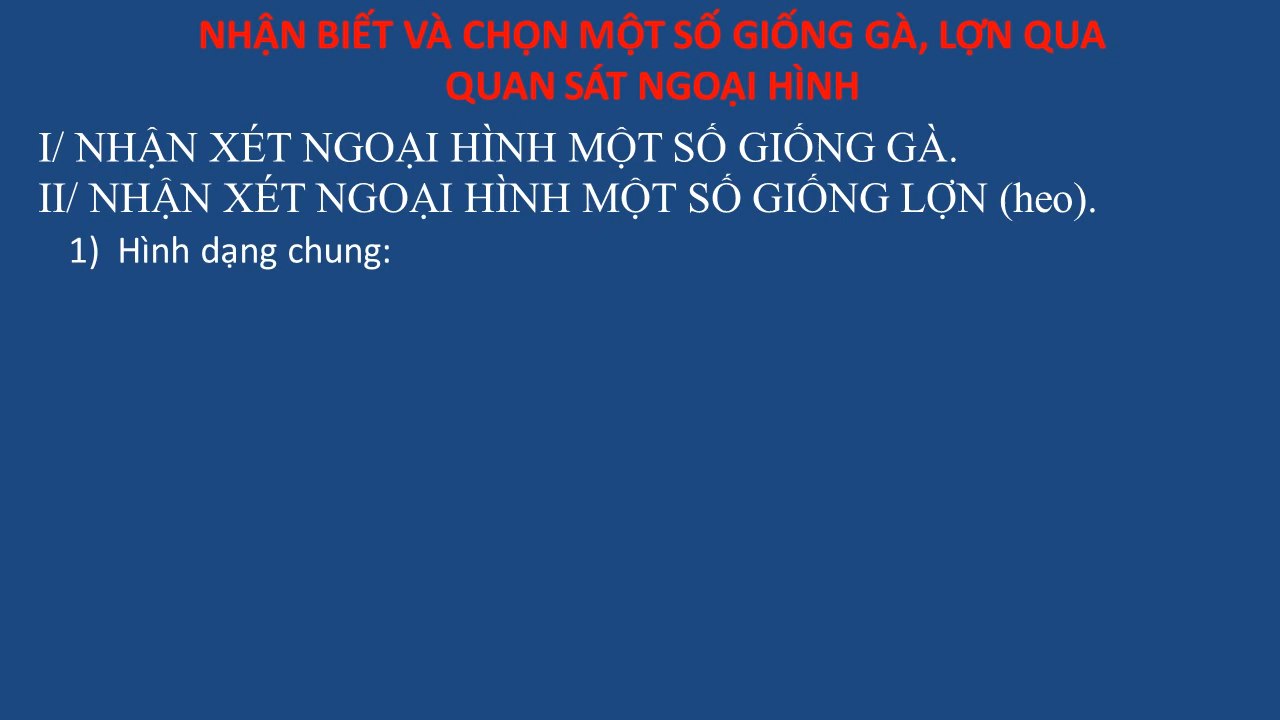 NHẬN BIẾT VÀ CHỌN MỘT SỐ GIỐNG GÀ, LỢN QUA
QUAN SÁT NGOẠI HÌNH
I/ NHẬN XÉT NGOẠI HÌNH MỘT SỐ GIỐNG GÀ.
II/ NHẬN XÉT NGOẠI HÌNH MỘT SỐ GIỐNG LỢN (heo).
1) Hình dạng chung: